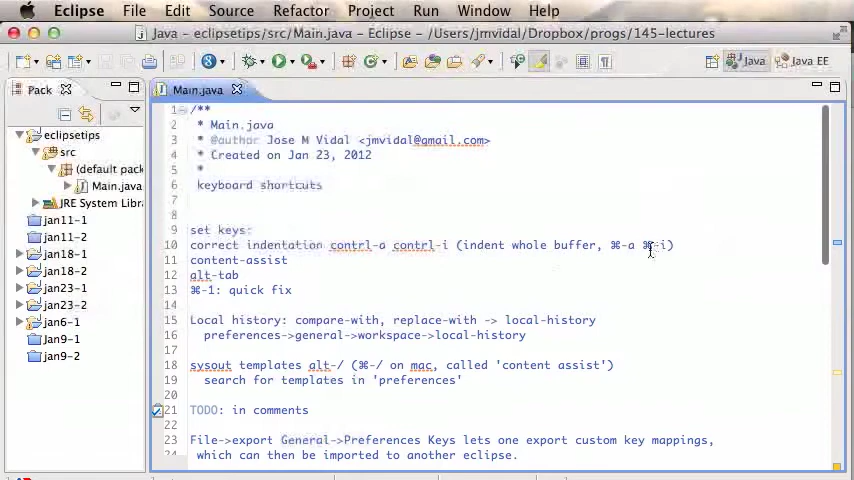 Eclipse File Edit Source Refactor Navigate Search Project Run Window Help
Java - eclipsetips/src/Main.java - Eclipse - /Users/jmvidal/Dropbox/progs/145-lectures
Java
Java EE
Pack
Main.java
eclipsetips
src
(default pack
Main.java
JRE System Libra
jan11-1
jan11-2
jan18-1
jan18-2
jan23-1
jan23-2
jan6-1
Jan9-1
jan9-2
1 /**
2 * Main.java
3 * @author Jose M Vidal <jmvidal@gmail.com>
4 * Created on Jan 23, 2012
5 *
6 keyboard shortcuts
7
8
9 set keys:
10 correct indentation contrl-a contrl-i (indent whole buffer, ⌘-a ⌘-i)
11 content-assist
12 alt-tab
13 ⌘-1: quick fix
14
15 Local history: compare-with, replace-with -> local-history
16 preferences->general->workspace->local-history
17
18 sysout templates alt-/ (⌘-/ on mac, called 'content assist')
19 search for templates in 'preferences'
20
21 TODO: in comments
22
23 File->export General->Preferences Keys lets one export custom key mappings,
24 which can then be imported to another eclipse.